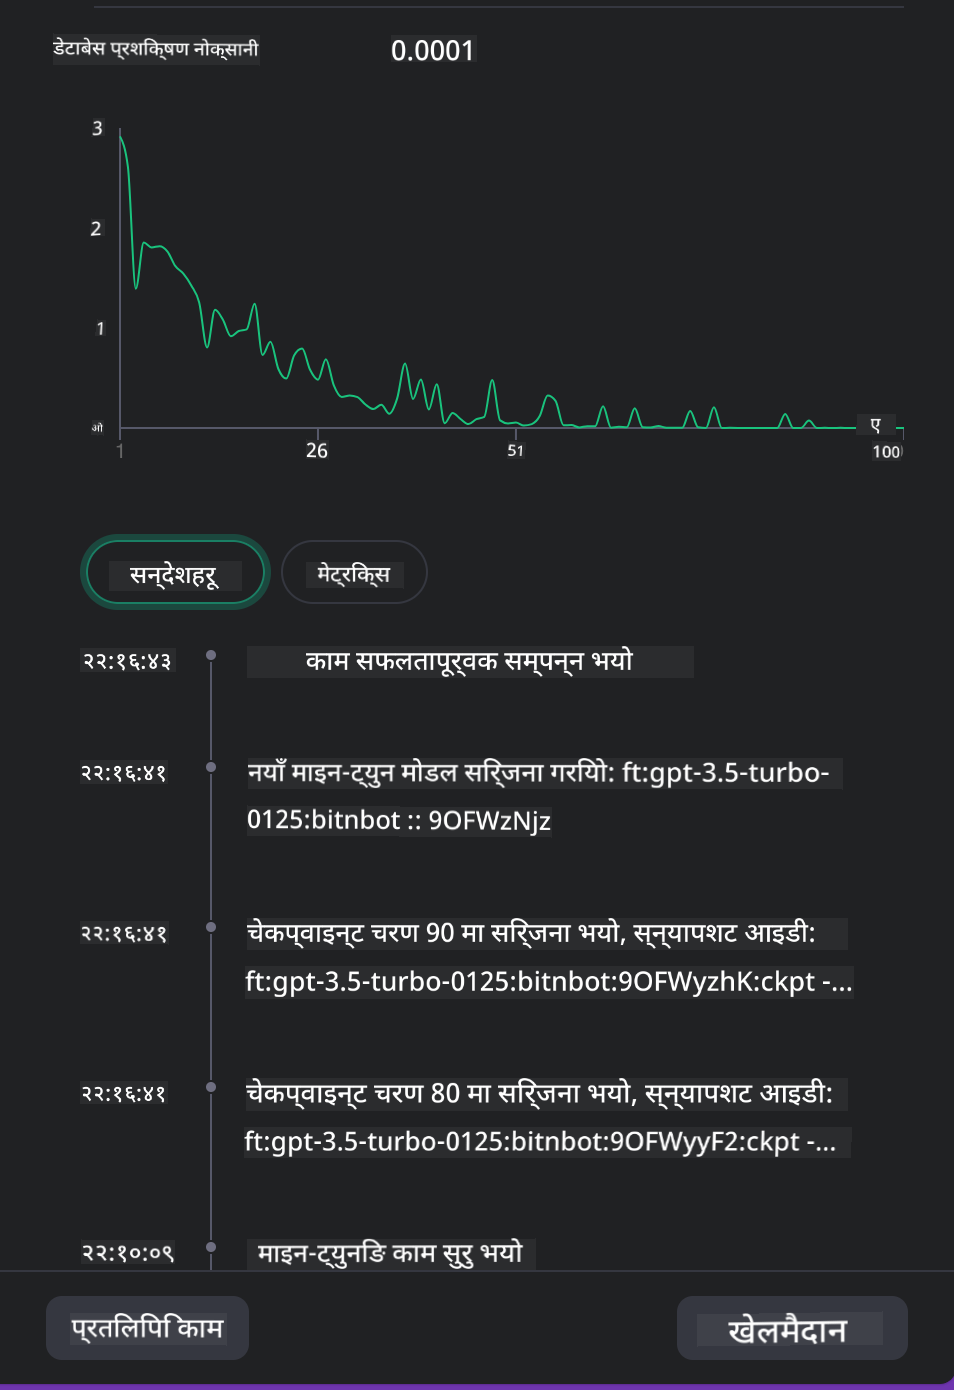 डेटाबेस प्रशिक्षण नोक्सानी 0.0001
3
2
1
ओ
ए
1 26 51 100
सन्देशहरू मेट्रिक्स
२२:१६:४३ काम सफलतापूर्वक सम्पन्न भयो
२२:१६:४१ नयाँ माइन-ट्युन मोडल सिर्जना गरियो: ft:gpt-3.5-turbo-
0125:bitnbot :: 9OFWzNjz
२२:१६:४१ चेकप्वाइन्ट चरण 90 मा सिर्जना भयो, स्न्यापशट आइडी:
ft:gpt-3.5-turbo-0125:bitnbot:9OFWyzhK:ckpt -...
२२:१६:४१ चेकप्वाइन्ट चरण 80 मा सिर्जना भयो, स्न्यापशट आइडी:
ft:gpt-3.5-turbo-0125:bitnbot:9OFWyyF2:ckpt -...
२२:१०:०९ माइन-ट्युनिङ काम सुरु भयो
प्रतिलिपि काम खेलमैदान